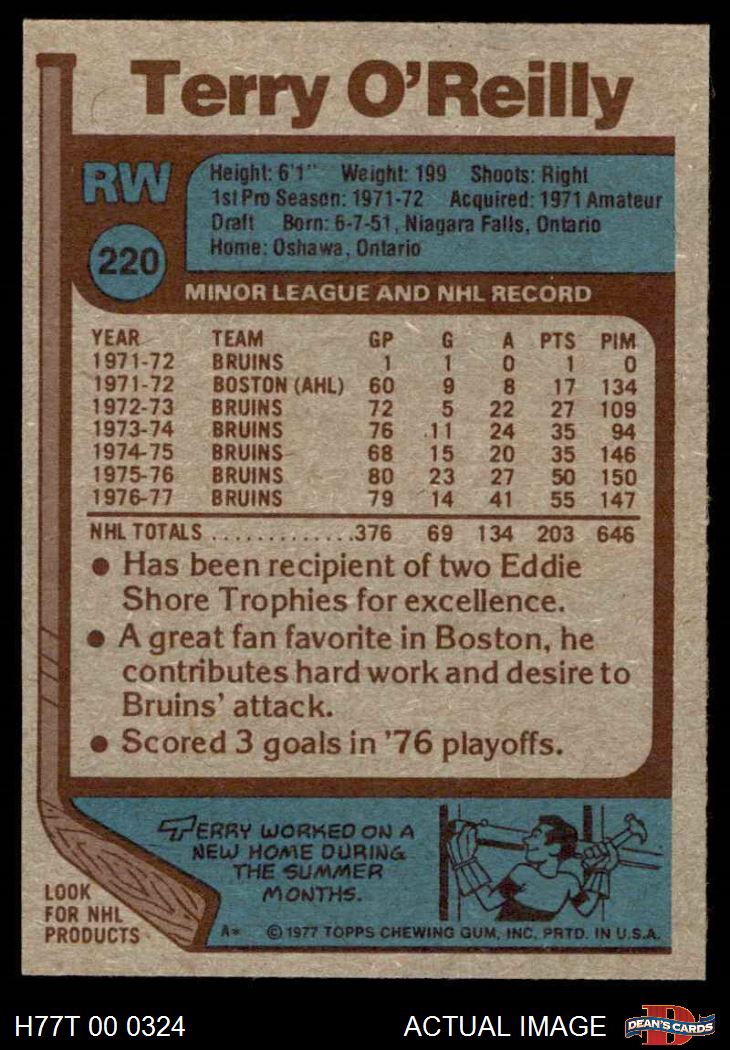 Terry O'Reilly
RW
220
Height: 6'1" Weight: 199 Shoots: Right
1st Pro Season: 1971-72 Acquired: 1971 Amateur
Draft Born: 6-7-51, Niagara Falls, Ontario
Home: Oshawa, Ontario
MINOR LEAGUE AND NHL RECORD
YEAR TEAM GP G A PTS PIM
1971-72 BRUINS 1 1 0 1 0
1971-72 BOSTON (AHL) 60 9 8 17 134
1972-73 BRUINS 72 5 22 27 109
1973-74 BRUINS 76 11 24 35 94
1974-75 BRUINS 68 15 20 35 146
1975-76 BRUINS 80 23 27 50 150
1976-77 BRUINS 79 14 41 55 147
NHL TOTALS .............376 69 134 203 646
● Has been recipient of two Eddie
Shore Trophies for excellence.
● A great fan favorite in Boston, he
contributes hard work and desire to
Bruins' attack.
● Scored 3 goals in '76 playoffs.
TERRY WORKED ON A
NEW HOME DURING
THE SUMMER
MONTHS.
LOOK
FOR NHL
PRODUCTS
A* ©1977 TOPPS CHEWING GUM, INC. PRTD. IN U.S.A.
H77T 00 0324 ACTUAL IMAGE
D
DEAN'S CARDS